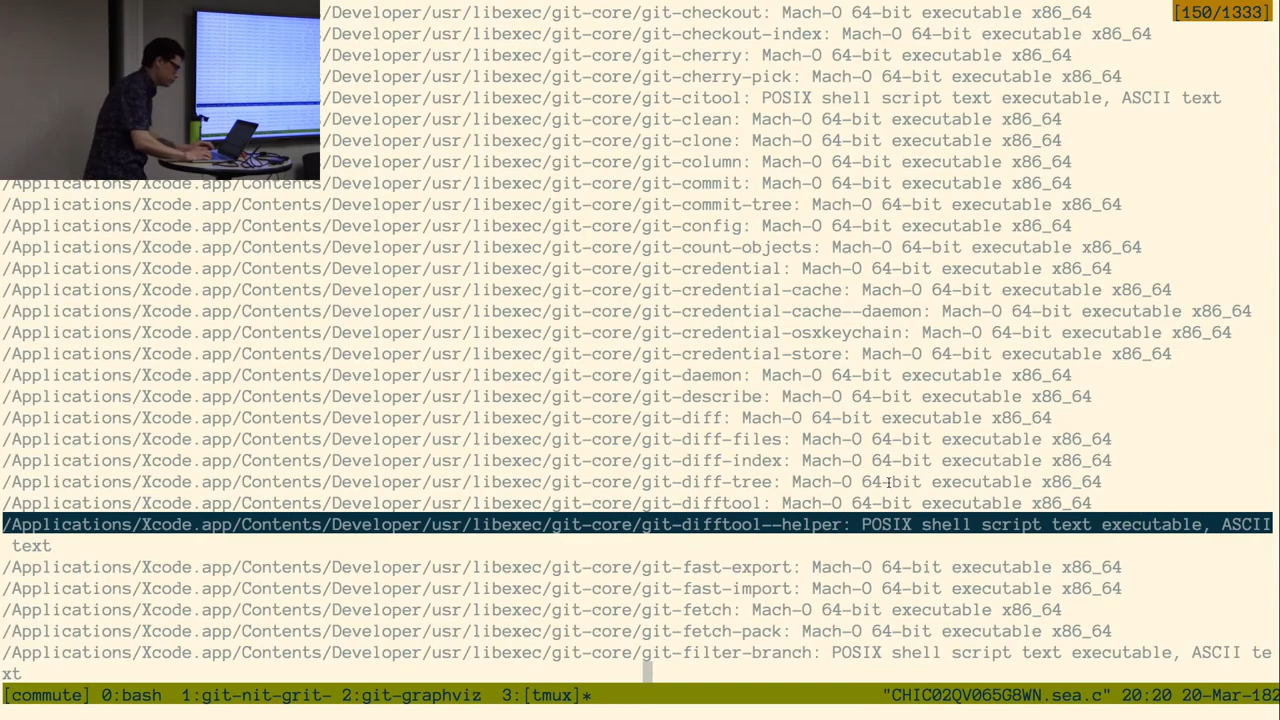 /Developer/usr/libexec/git-core/git-checkout: Mach-O 64-bit executable x86_64 [150/1333]
/Developer/usr/libexec/git-core/git-checkout-index: Mach-O 64-bit executable x86_64
/Developer/usr/libexec/git-core/git-cherry: Mach-O 64-bit executable x86_64
/Developer/usr/libexec/git-core/git-cherry-pick: Mach-O 64-bit executable x86_64
/Developer/usr/libexec/git-core/git- POSIX shell script text executable, ASCII text
/Developer/usr/libexec/git-core/git-clean: Mach-O 64-bit executable x86_64
/Developer/usr/libexec/git-core/git-clone: Mach-O 64-bit executable x86_64
/Developer/usr/libexec/git-core/git-column: Mach-O 64-bit executable x86_64
/Applications/Xcode.app/Contents/Developer/usr/libexec/git-core/git-commit: Mach-O 64-bit executable x86_64
/Applications/Xcode.app/Contents/Developer/usr/libexec/git-core/git-commit-tree: Mach-O 64-bit executable x86_64
/Applications/Xcode.app/Contents/Developer/usr/libexec/git-core/git-config: Mach-O 64-bit executable x86_64
/Applications/Xcode.app/Contents/Developer/usr/libexec/git-core/git-count-objects: Mach-O 64-bit executable x86_64
/Applications/Xcode.app/Contents/Developer/usr/libexec/git-core/git-credential: Mach-O 64-bit executable x86_64
/Applications/Xcode.app/Contents/Developer/usr/libexec/git-core/git-credential-cache: Mach-O 64-bit executable x86_64
/Applications/Xcode.app/Contents/Developer/usr/libexec/git-core/git-credential-cache--daemon: Mach-O 64-bit executable x86_64
/Applications/Xcode.app/Contents/Developer/usr/libexec/git-core/git-credential-osxkeychain: Mach-O 64-bit executable x86_64
/Applications/Xcode.app/Contents/Developer/usr/libexec/git-core/git-credential-store: Mach-O 64-bit executable x86_64
/Applications/Xcode.app/Contents/Developer/usr/libexec/git-core/git-daemon: Mach-O 64-bit executable x86_64
/Applications/Xcode.app/Contents/Developer/usr/libexec/git-core/git-describe: Mach-O 64-bit executable x86_64
/Applications/Xcode.app/Contents/Developer/usr/libexec/git-core/git-diff: Mach-O 64-bit executable x86_64
/Applications/Xcode.app/Contents/Developer/usr/libexec/git-core/git-diff-files: Mach-O 64-bit executable x86_64
/Applications/Xcode.app/Contents/Developer/usr/libexec/git-core/git-diff-index: Mach-O 64-bit executable x86_64
/Applications/Xcode.app/Contents/Developer/usr/libexec/git-core/git-diff-tree: Mach-O 64-bit executable x86_64
/Applications/Xcode.app/Contents/Developer/usr/libexec/git-core/git-difftool: Mach-O 64-bit executable x86_64
/Applications/Xcode.app/Contents/Developer/usr/libexec/git-core/git-difftool--helper: POSIX shell script text executable, ASCII
text
/Applications/Xcode.app/Contents/Developer/usr/libexec/git-core/git-fast-export: Mach-O 64-bit executable x86_64
/Applications/Xcode.app/Contents/Developer/usr/libexec/git-core/git-fast-import: Mach-O 64-bit executable x86_64
/Applications/Xcode.app/Contents/Developer/usr/libexec/git-core/git-fetch: Mach-O 64-bit executable x86_64
/Applications/Xcode.app/Contents/Developer/usr/libexec/git-core/git-fetch-pack: Mach-O 64-bit executable x86_64
/Applications/Xcode.app/Contents/Developer/usr/libexec/git-core/git-filter-branch: POSIX shell script text executable, ASCII te
xt
[commute] 0:bash 1:git-nit-grit- 2:git-graphviz 3:[tmux]* "CHIC02QV065G8WN.sea.c" 20:20 20-Mar-182